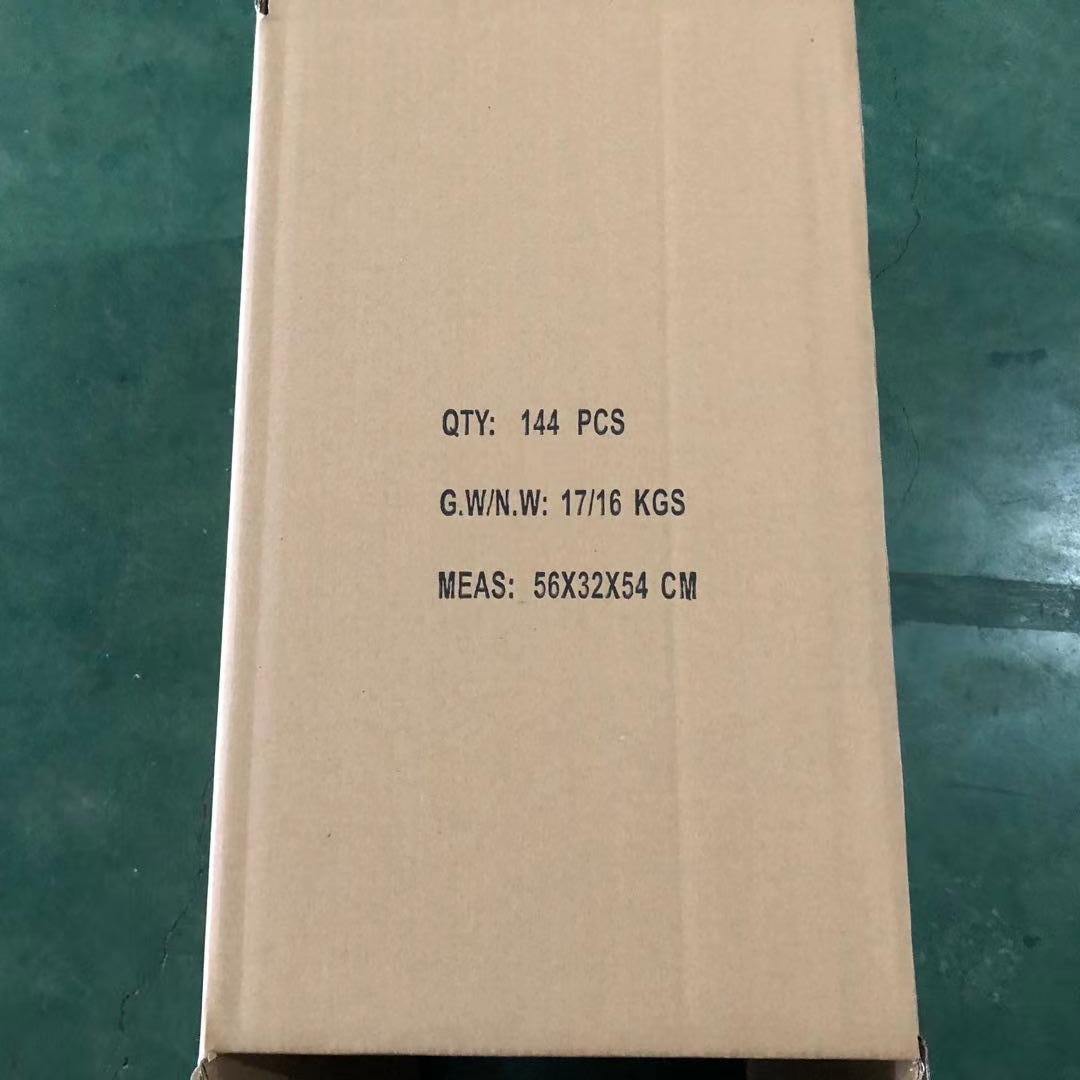 QTY: 144 PCS
G.W/N.W: 17/16 KGS
MEAS: 56X32X54 CM